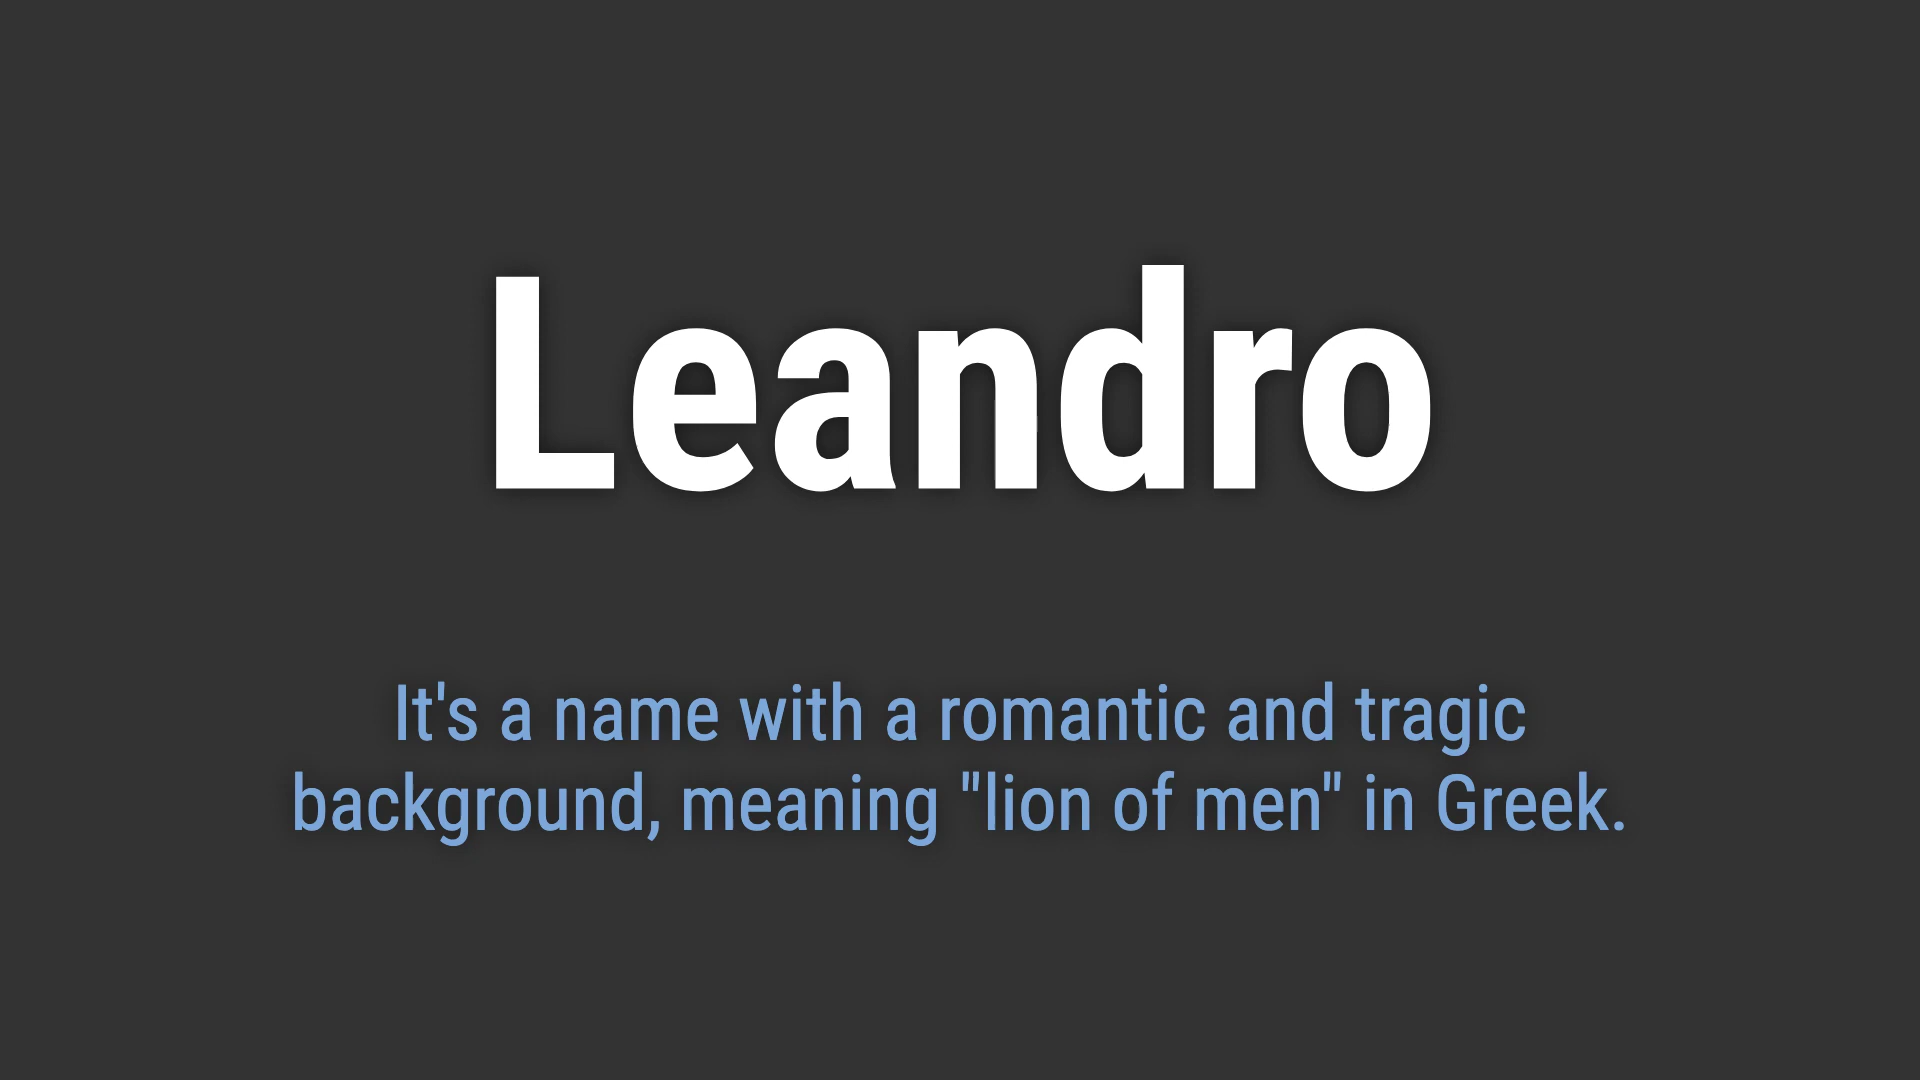 Leandro
It's a name with a romantic and tragic
background, meaning "lion of men" in Greek.